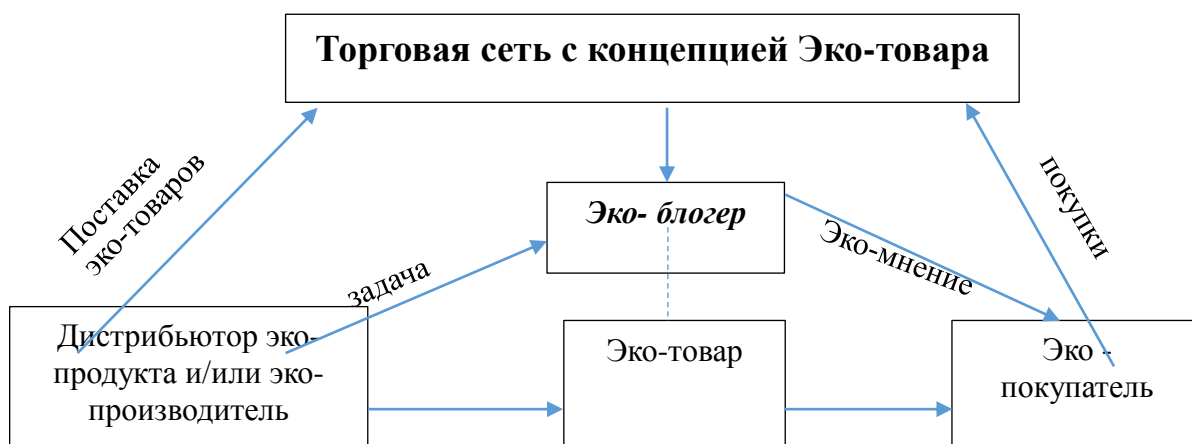 Торговая сеть с концепцией Эко-товара
Поставка
эко-товаров
покупки
Эко- блогер
задача
Эко-мнение
Дистрибьютор эко-
продукта и/или эко-
производитель
Эко-товар
Эко -
покупатель